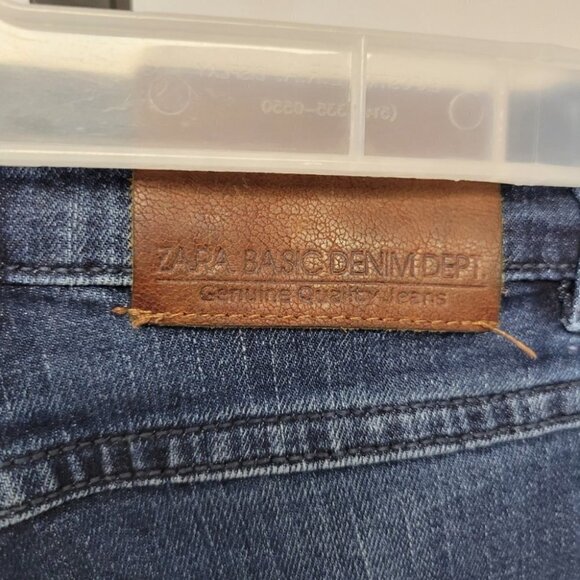 ZARA BASIC DENIM DEPT.
Genuine Quality Jeans